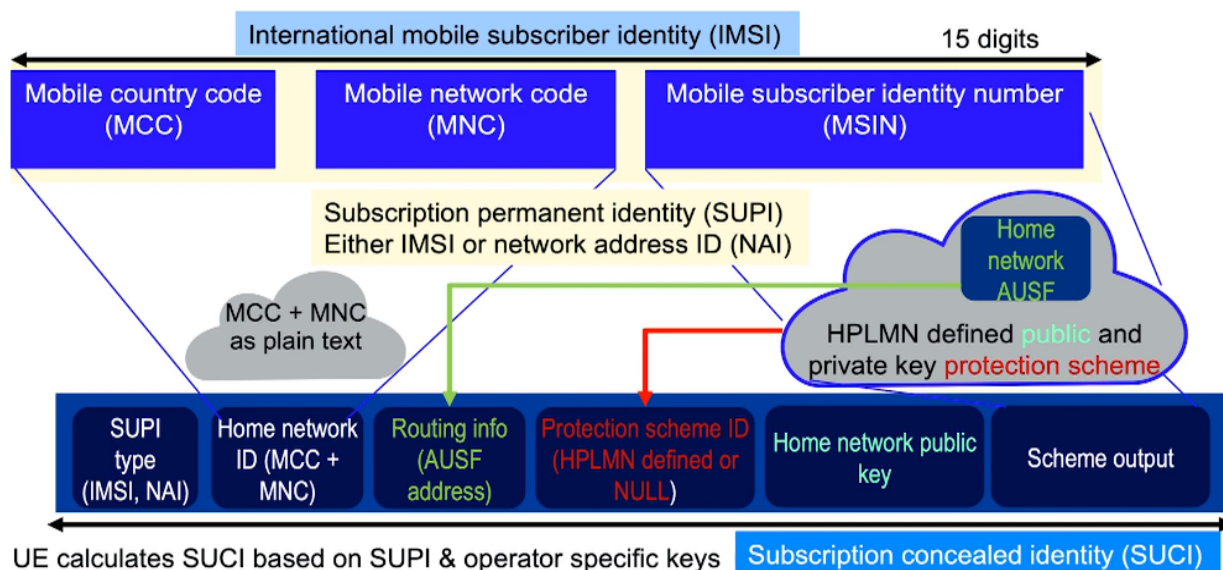 International mobile subscriber identity (IMSI)
15 digits
Mobile country code
(MCC)
Mobile network code
(MNC)
Mobile subscriber identity number
(MSIN)
Subscription permanent identity (SUPI)
Either IMSI or network address ID (NAI)
Home
network
AUSF
MCC + MNC
as plain text
HPLMN defined public and
private key protection scheme
SUPI
type
(IMSI, NAI)
Home network
ID (MCC +
MNC)
Routing info
(AUSF
address)
Protection scheme ID
(HPLMN defined or
NULL)
Home network public
key
Scheme output
UE calculates SUCI based on SUPI & operator specific keys
Subscription concealed identity (SUCI)